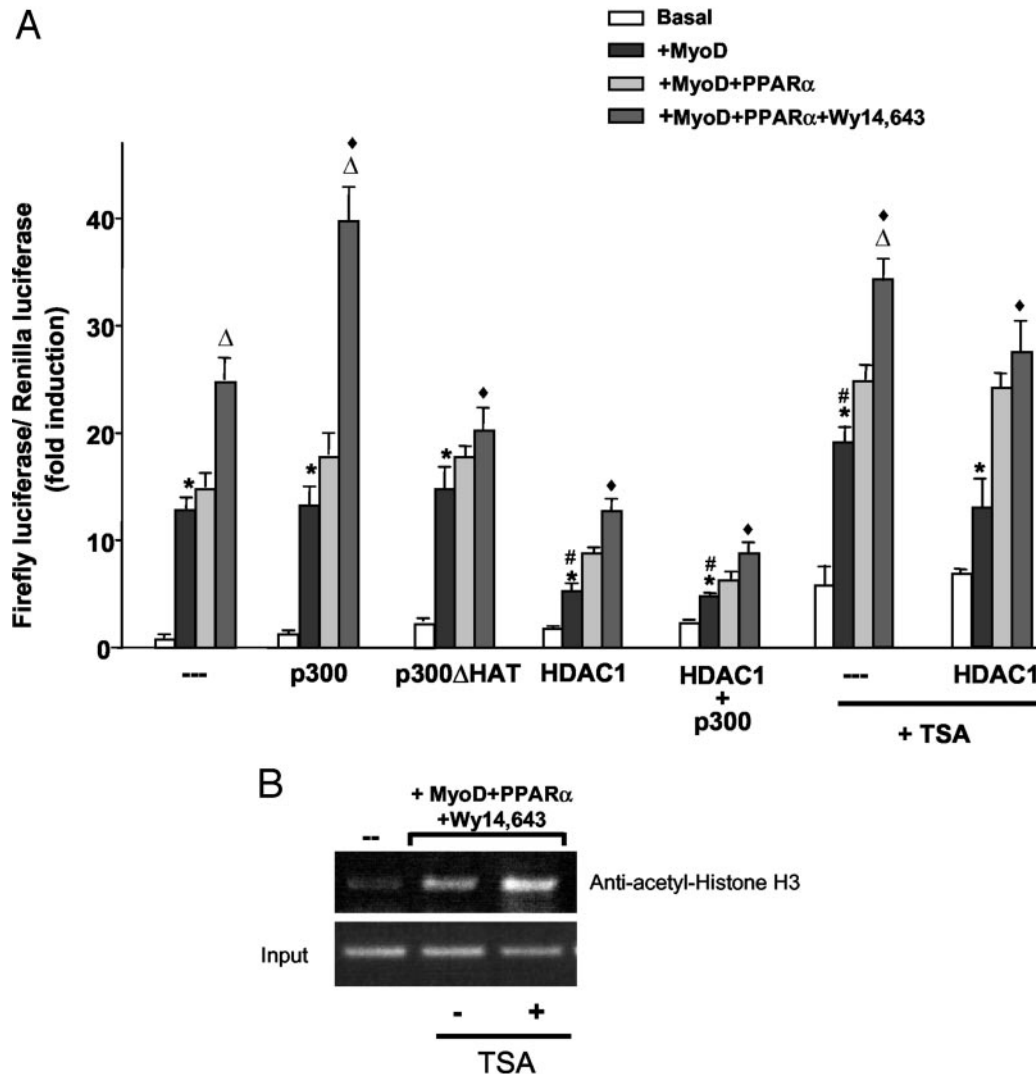 A
Basal
+MyoD
+MyoD+PPARα
+MyoD+PPARα+Wy14,643
Firefly luciferase/ Renilla luciferase
(fold induction)
40
30
20
10
0
♦
Δ
Δ
*
*
*
♦
#
*
♦
#
*
♦
♦
Δ
#
*
♦
*
---
p300
p300ΔHAT
HDAC1
HDAC1
+
p300
---
HDAC1
+ TSA
B
+ MyoD+PPARα
+Wy14,643
--
Anti-acetyl-Histone H3
Input
-
+
TSA